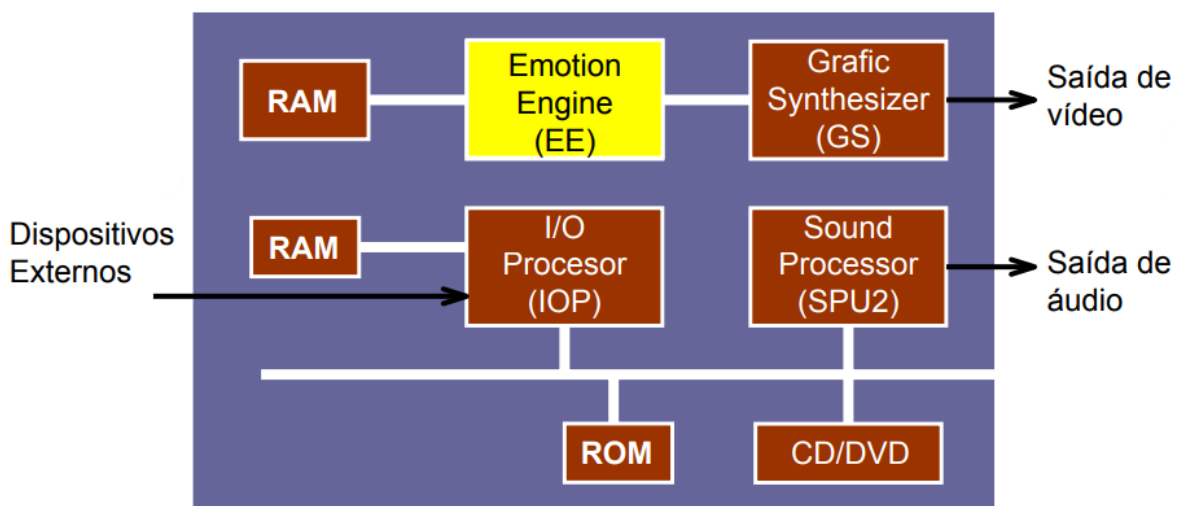 RAM
Emotion
Engine
(EE)
Grafic
Synthesizer
(GS)
Saída de
vídeo
Dispositivos
Externos
RAM
I/O
Procesor
(IOP)
Sound
Processor
(SPU2)
Saída de
áudio
ROM
CD/DVD